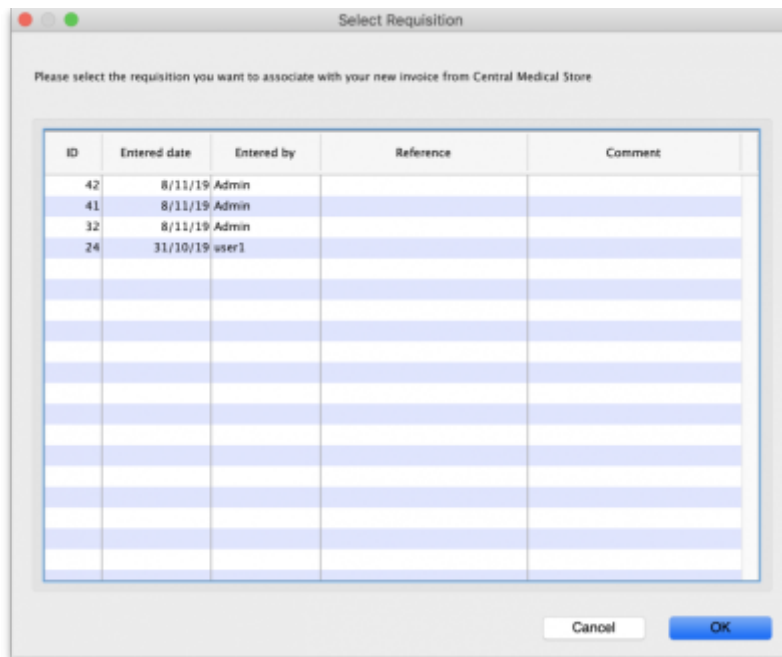 Select Requisition
Please select the requisition you want to associate with your new invoice from Central Medical Store
ID Entered date Entered by Reference Comment
42 8/11/19 Admin
41 8/11/19 Admin
32 8/11/19 Admin
24 31/10/19 user1
Cancel OK